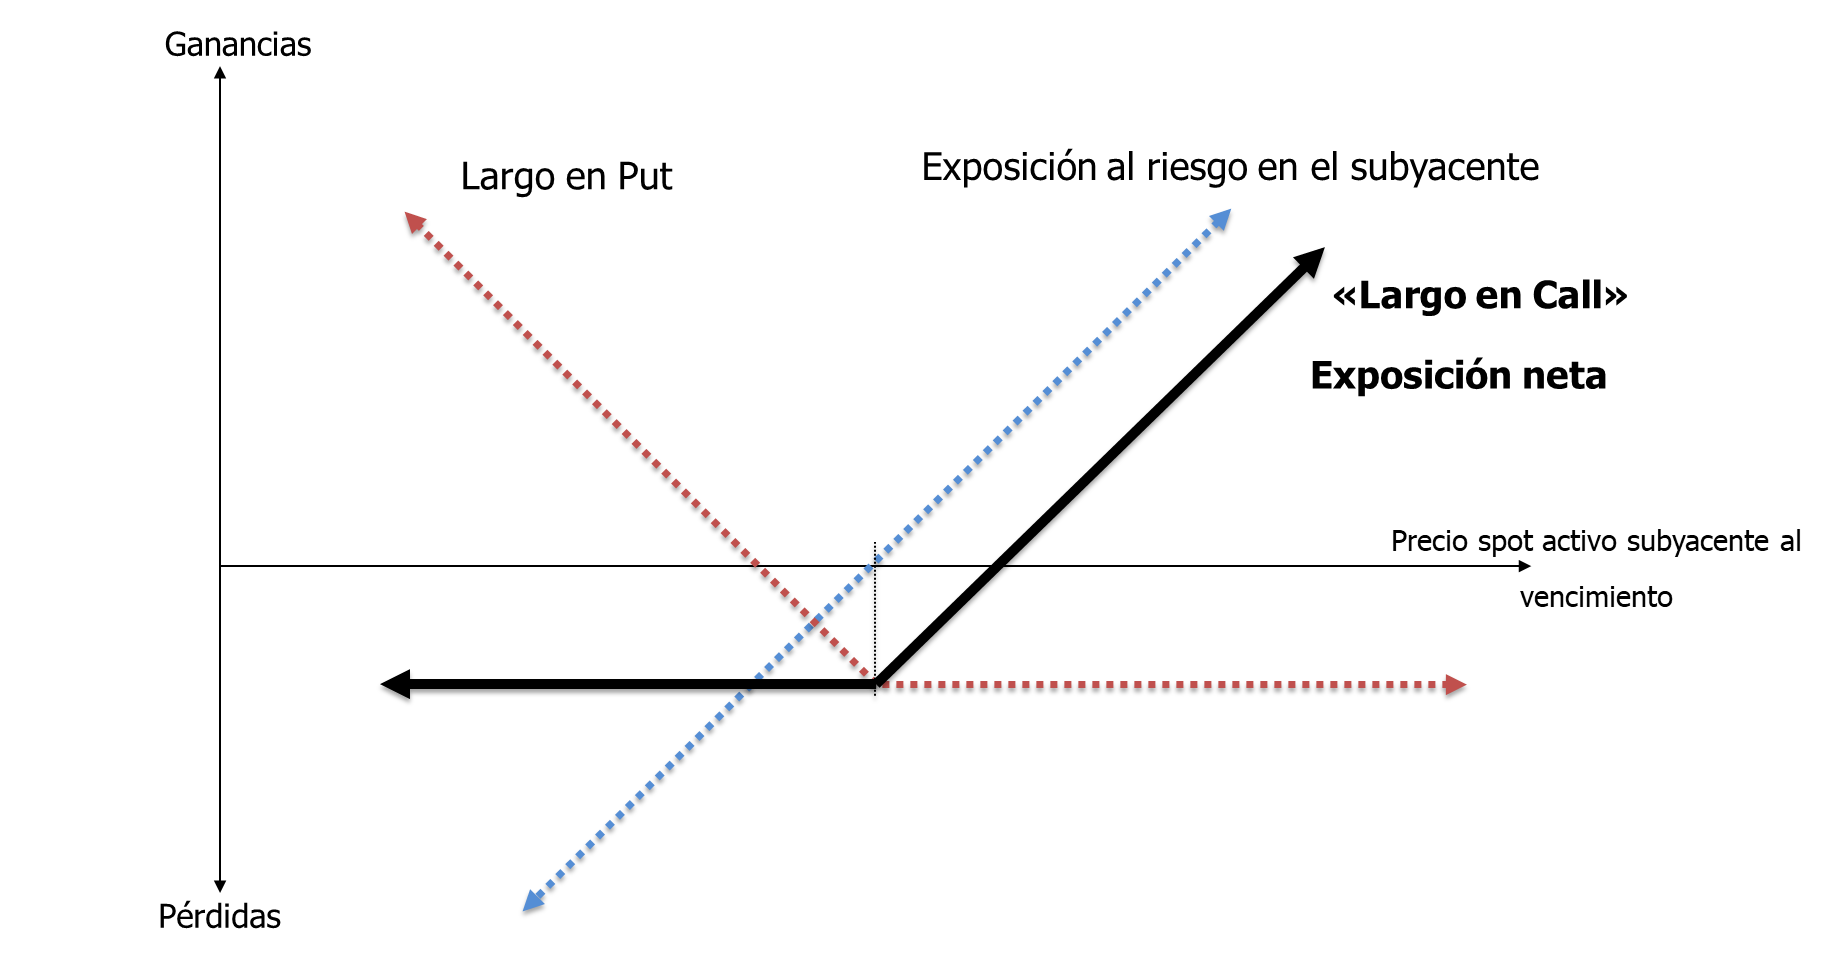 Ganancias
Largo en Put
Exposición al riesgo en el subyacente
«Largo en Call»
Exposición neta
Precio spot activo subyacente al
vencimiento
Pérdidas